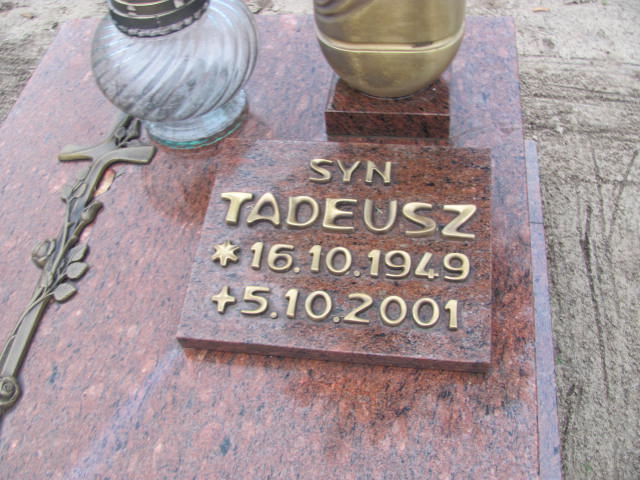 SYN
TADEUSZ
* 16.10.1949
+ 5.10.2001